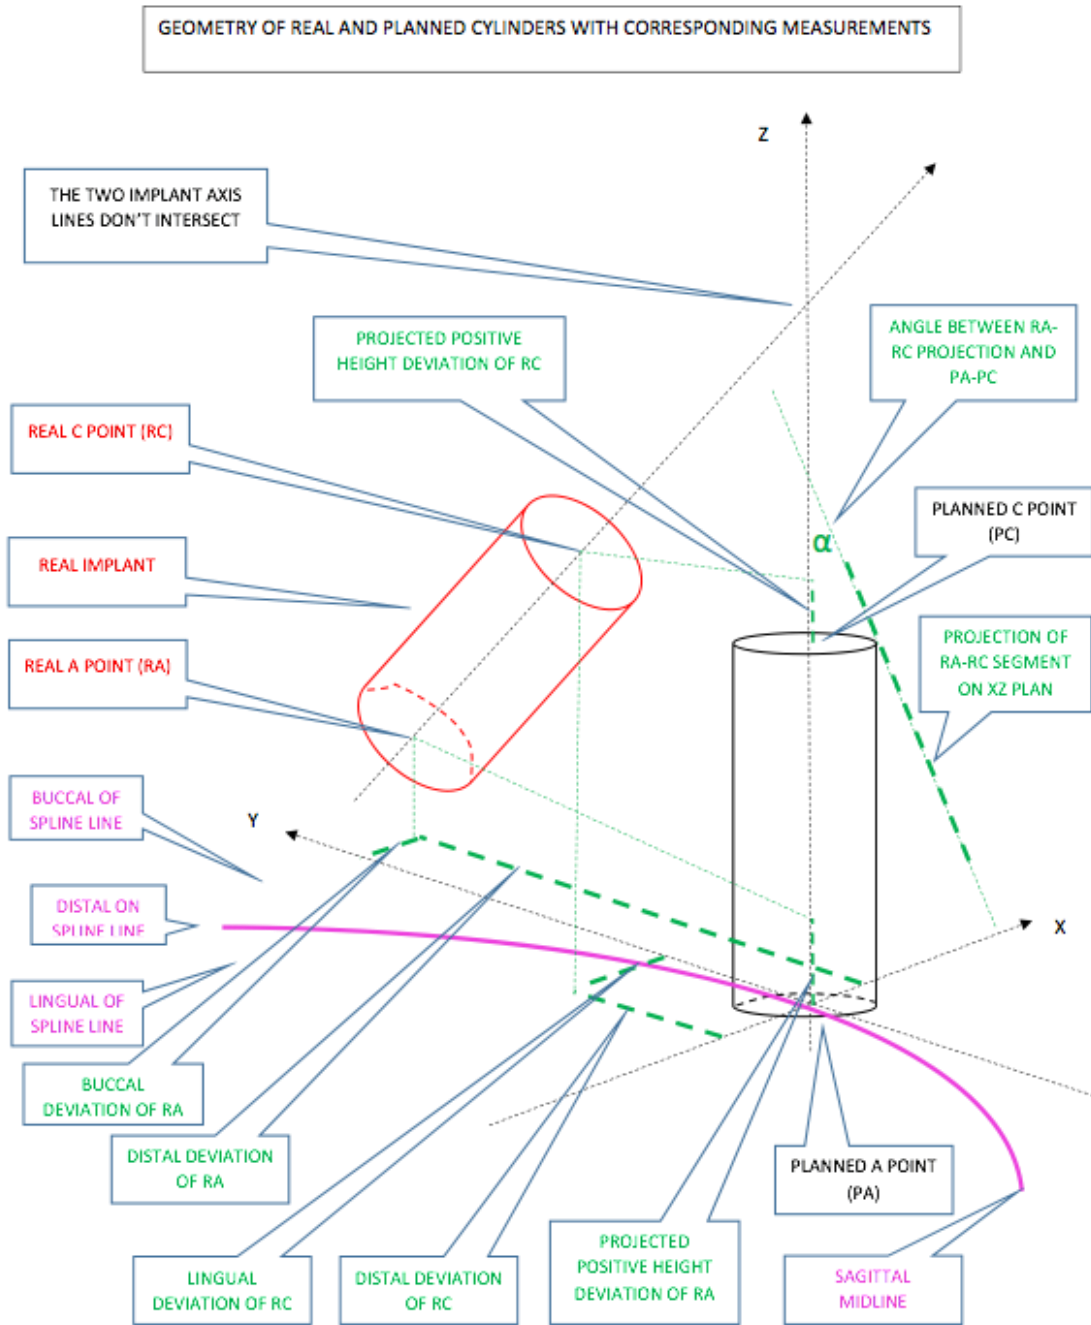 GEOMETRY OF REAL AND PLANNED CYLINDERS WITH CORRESPONDING MEASUREMENTS
Z
THE TWO IMPLANT AXIS
LINES DON'T INTERSECT
PROJECTED POSITIVE
HEIGHT DEVIATION OF RC
ANGLE BETWEEN RA-
RC PROJECTION AND
PA-PC
REAL C POINT (RC)
PLANNED C POINT
(PC)
α
REAL IMPLANT
REAL A POINT (RA)
PROJECTION OF
RA-RC SEGMENT
ON XZ PLAN
BUCCAL OF
SPLINE LINE
Y
DISTAL ON
SPLINE LINE
X
LINGUAL OF
SPLINE LINE
BUCCAL
DEVIATION OF RA
DISTAL DEVIATION
OF RA
PLANNED A POINT
(PA)
LINGUAL
DEVIATION OF RC
DISTAL DEVIATION
OF RC
PROJECTED
POSITIVE HEIGHT
DEVIATION OF RA
SAGITTAL
MIDLINE